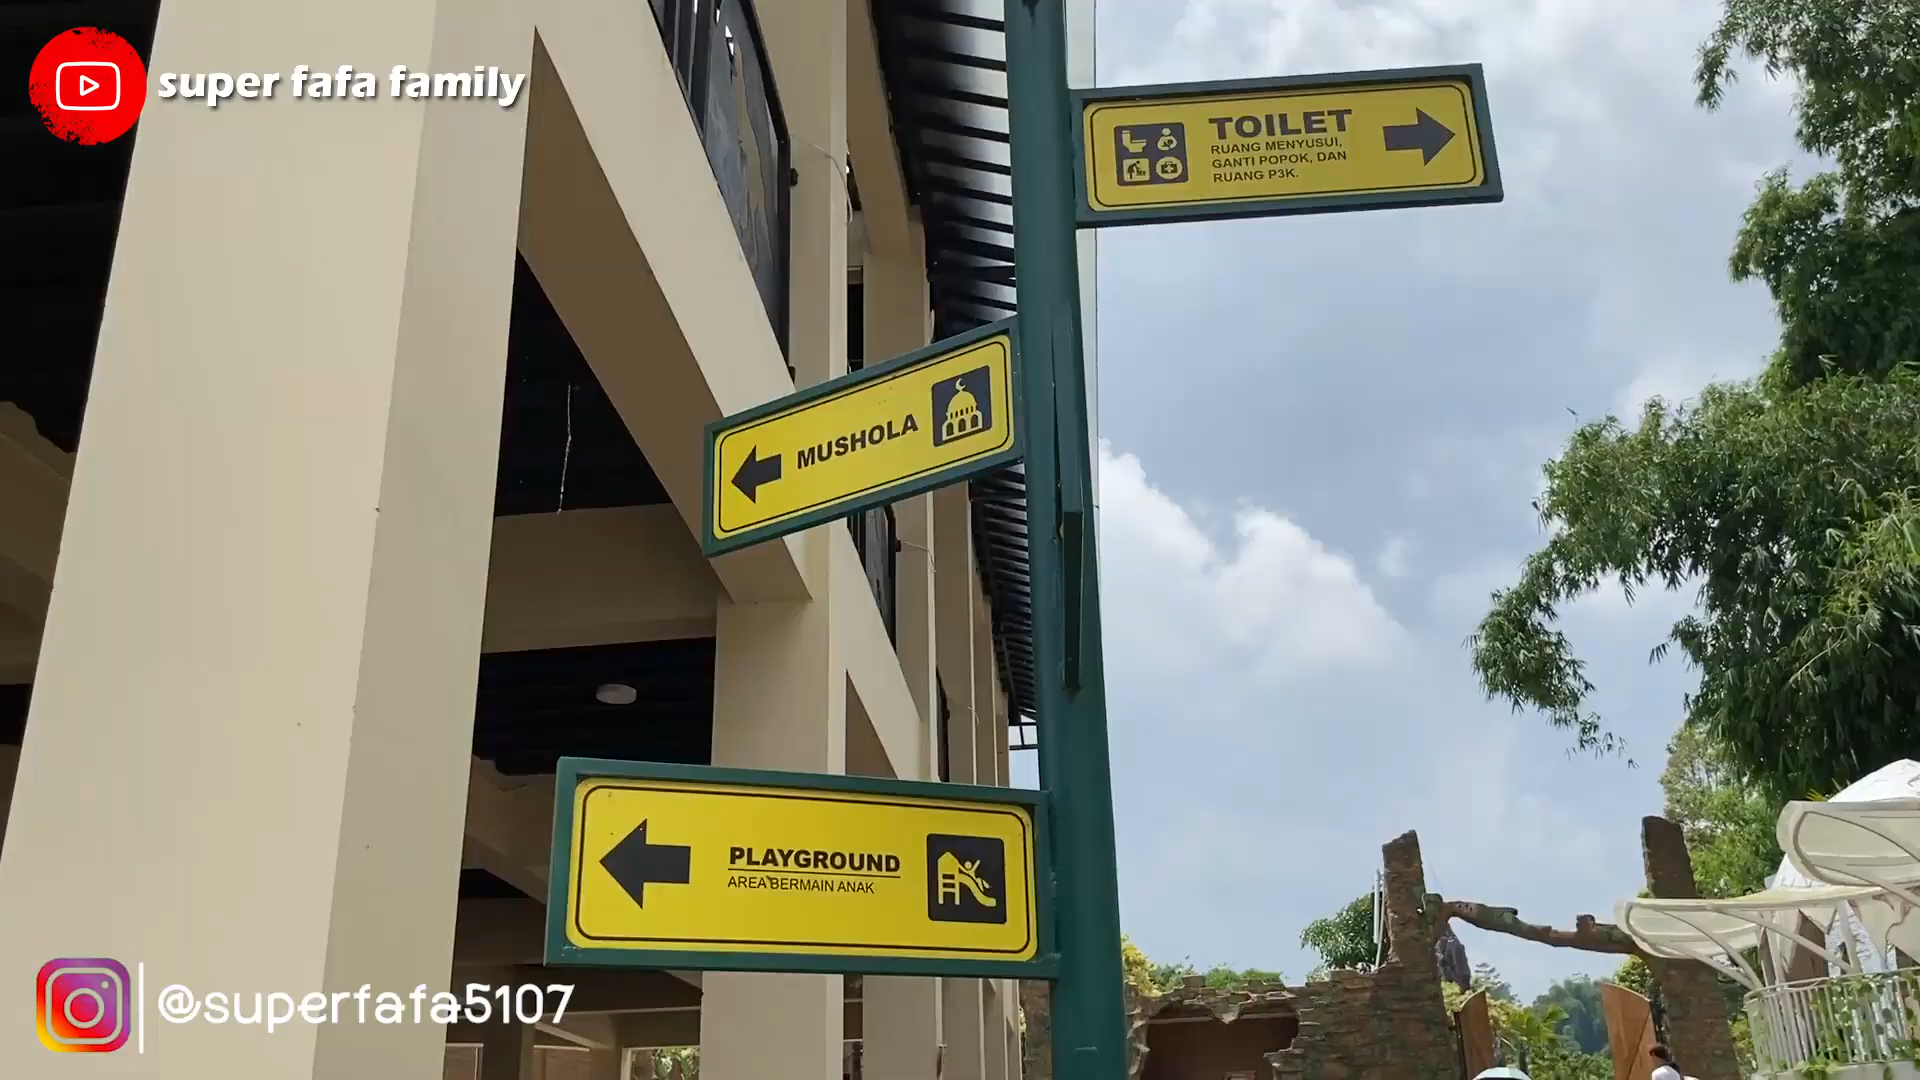 super fafa family
TOILET
RUANG MENYUSUI,
GANTI POPOK, DAN
RUANG P3K.
MUSHOLA
PLAYGROUND
AREA BERMAIN ANAK
@superfafa5107